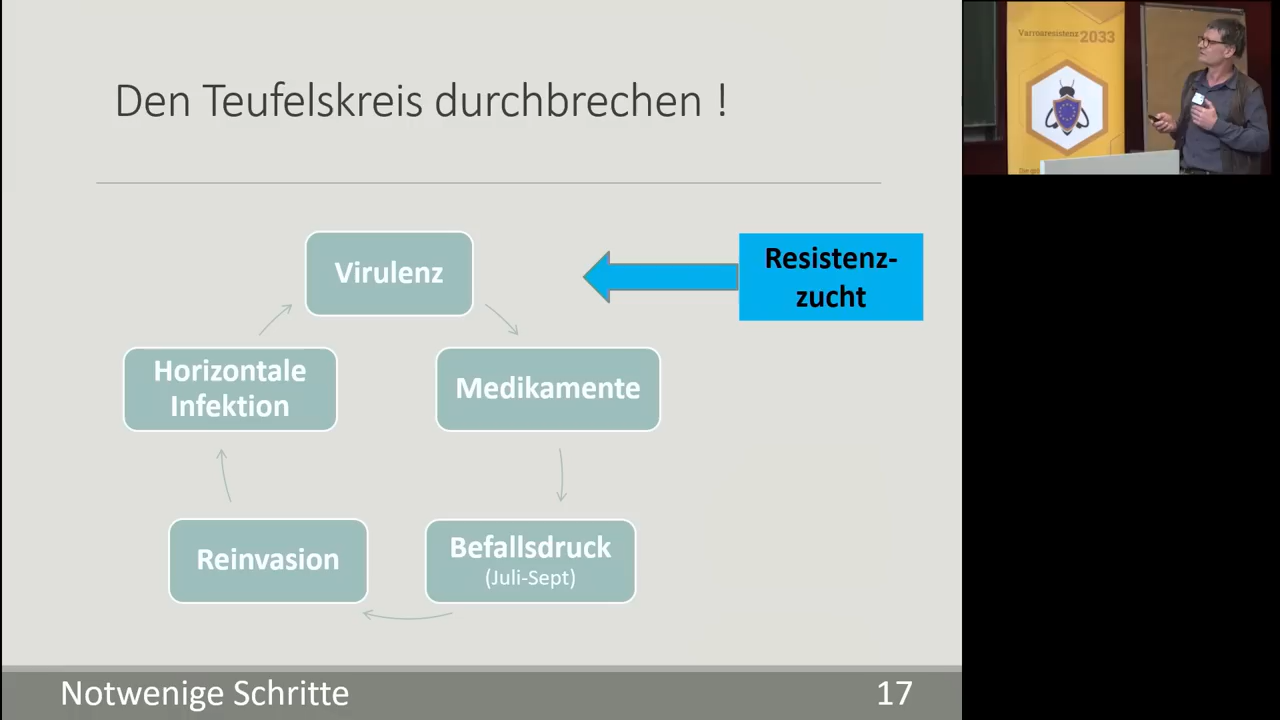 Den Teufelskreis durchbrechen !
Virulenz
Resistenz-
zucht
Horizontale
Infektion
Medikamente
Reinvasion
Befallsdruck
(Juli-Sept)
Notwenige Schritte
17
Varroaresistenz
2033